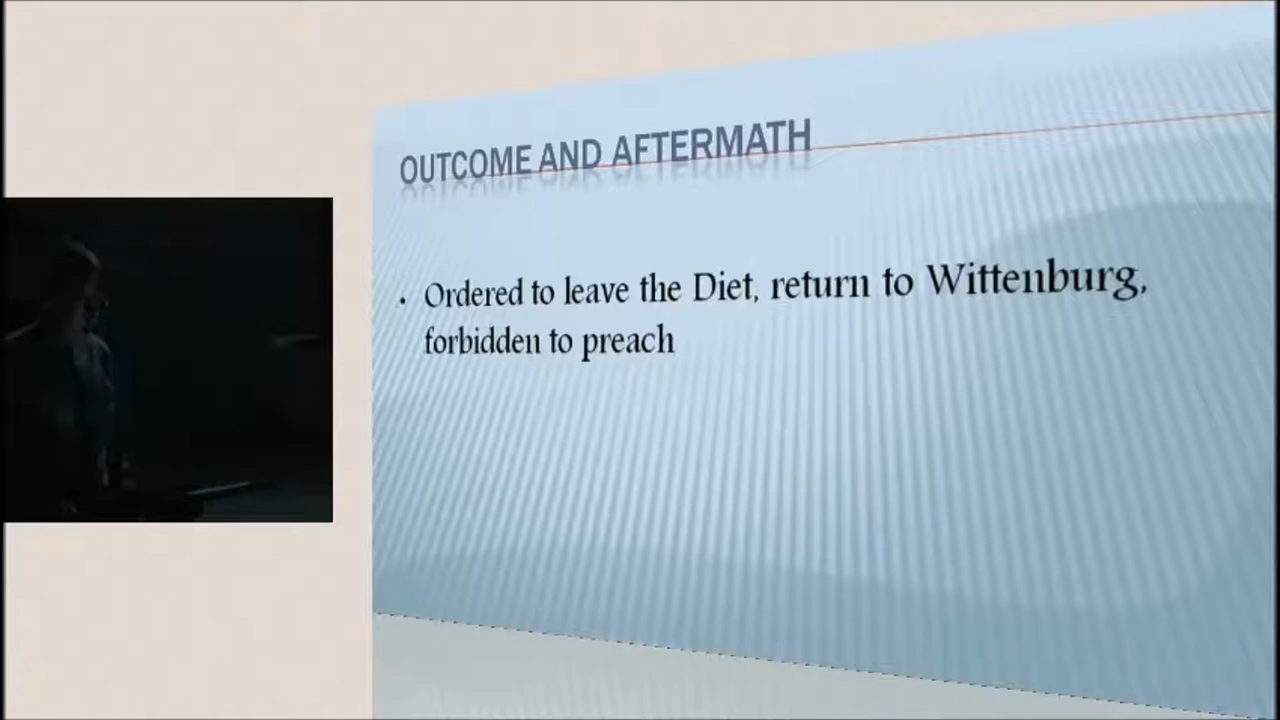 OUTCOME AND AFTERMATH
· Ordered to leave the Diet, return to Wittenburg,
forbidden to preach